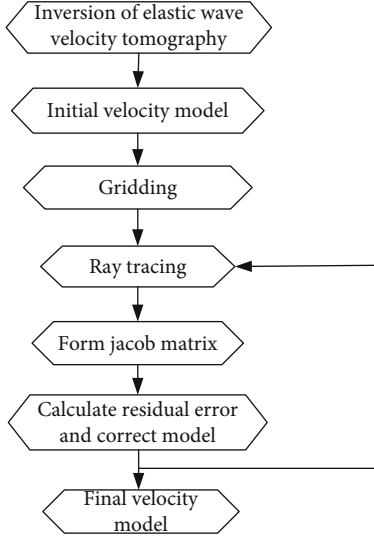 Inversion of elastic wave
velocity tomography
Initial velocity model
Gridding
Ray tracing
Form jacob matrix
Calculate residual error
and correct model
Final velocity
model